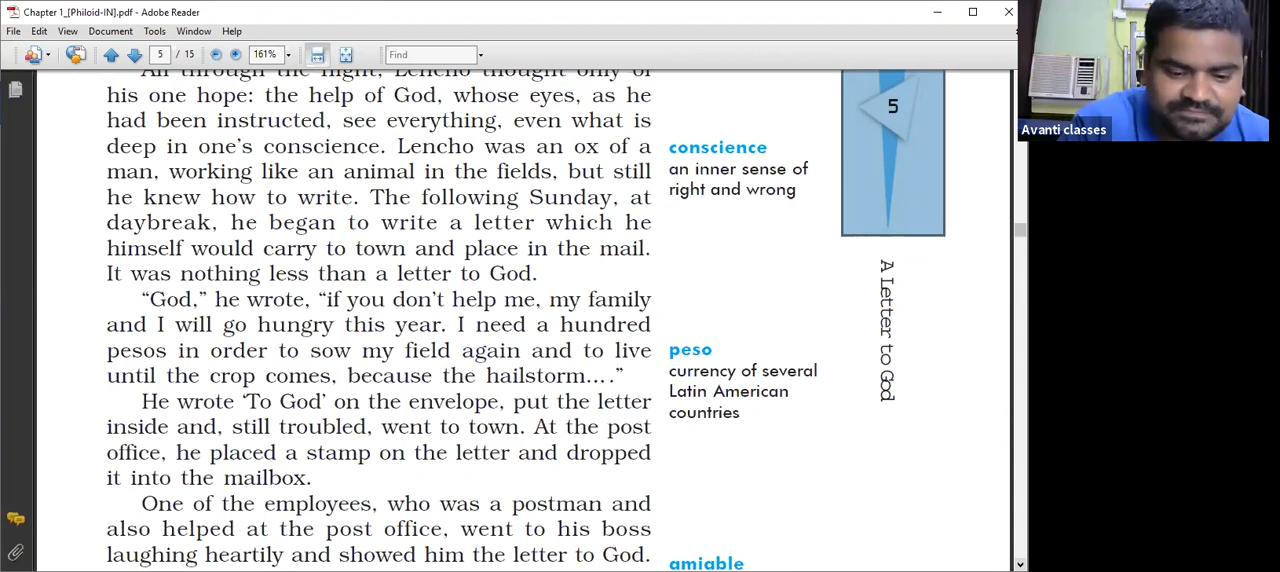 Chapter 1_[Philoid-IN].pdf - Adobe Reader
File Edit View Document Tools Window Help
5 / 15 161% Find
All through the night, Lencho thought only of
his one hope: the help of God, whose eyes, as he
had been instructed, see everything, even what is
deep in one’s conscience. Lencho was an ox of a
man, working like an animal in the fields, but still
he knew how to write. The following Sunday, at
daybreak, he began to write a letter which he
himself would carry to town and place in the mail.
It was nothing less than a letter to God.
“God,” he wrote, “if you don’t help me, my family
and I will go hungry this year. I need a hundred
pesos in order to sow my field again and to live
until the crop comes, because the hailstorm.... ”
He wrote ‘To God’ on the envelope, put the letter
inside and, still troubled, went to town. At the post
office, he placed a stamp on the letter and dropped
it into the mailbox.
One of the employees, who was a postman and
also helped at the post office, went to his boss
laughing heartily and showed him the letter to God.
conscience
an inner sense of
right and wrong
peso
currency of several
Latin American
countries
amiable
5
A Letter to God
Avanti classes